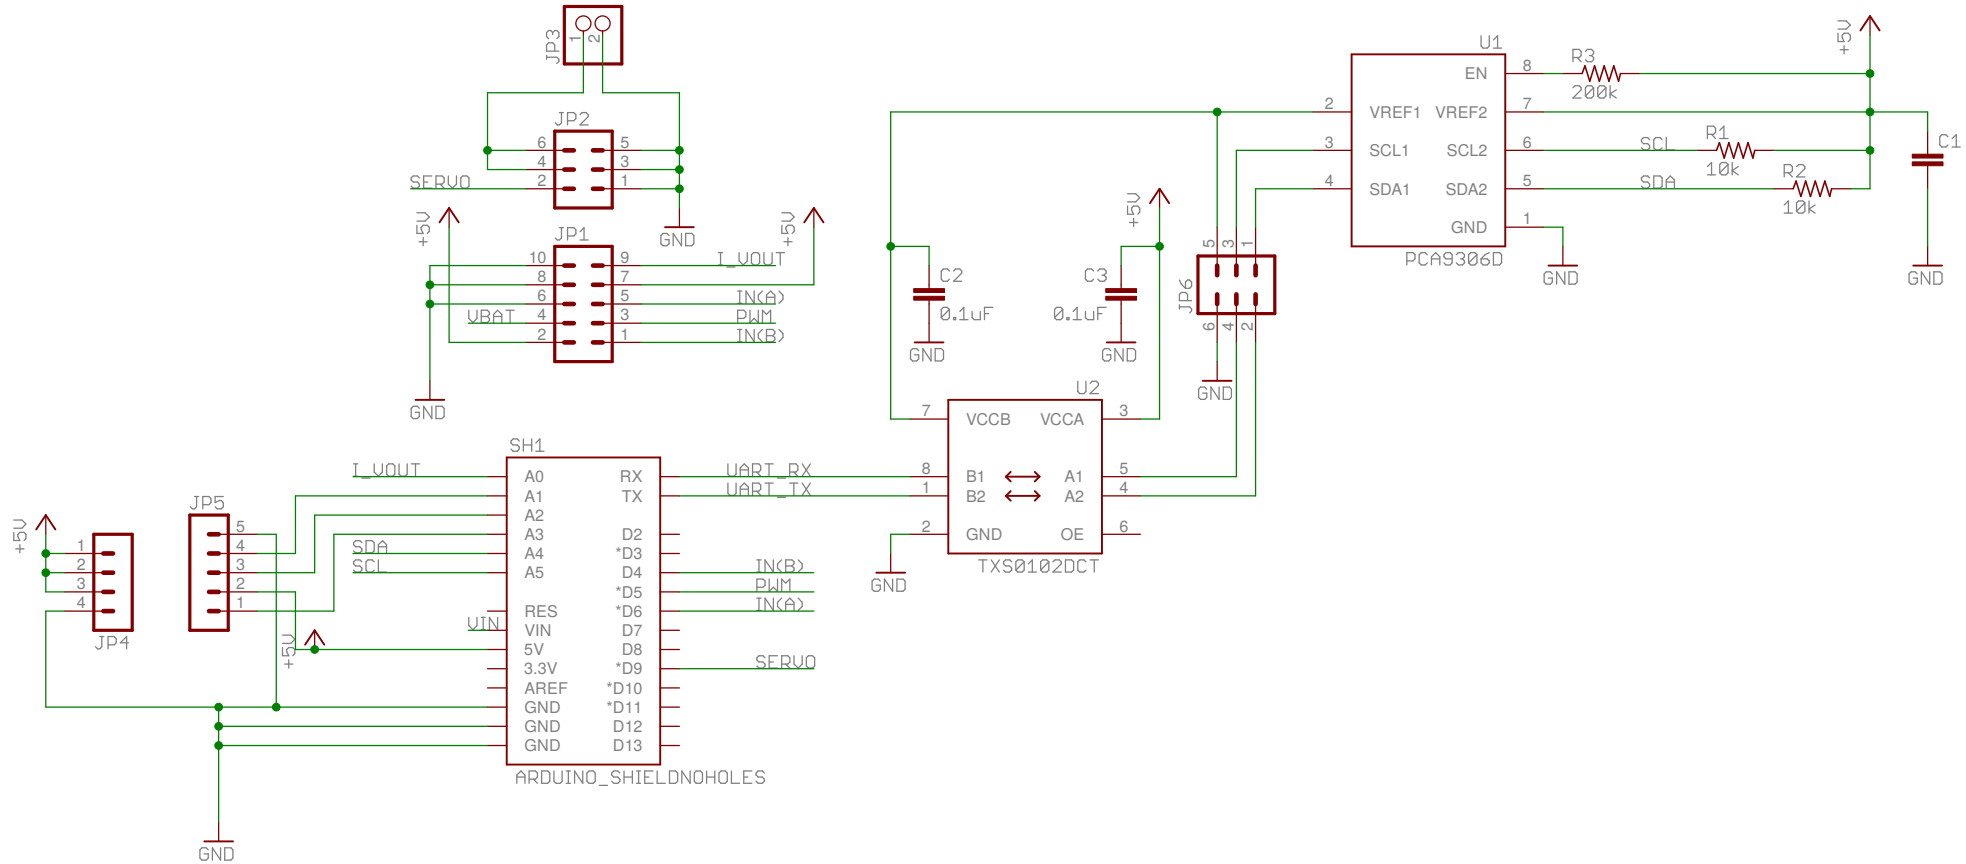 JP3
1 2
JP2
6 5
4 3
2 1
SERVO
GND
+5V
+5V
JP1
10 9
8 7
6 5
4 3
2 1
I_VOUT
IN(A)
PWM
IN(B)
VBAT
GND
U1
EN 8
2 VREF1 VREF2 7
3 SCL1 SCL2 6
4 SDA1 SDA2 5
GND 1
PCA9306D
R3
200k
SCL
R1
10k
SDA
R2
10k
+5V
C1
GND
GND
+5V
C2
0.1uF
GND
C3
0.1uF
GND
JP6
5 3 1
6 4 2
GND
U2
7 VCCB VCCA 3
8 B1 A1 5
1 B2 A2 4
2 GND OE 6
TXS0102DCT
GND
UART_RX
UART_TX
SH1
A0 RX
A1 TX
A2
A3 D2
A4 *D3
A5 D4
*D5
RES *D6
VIN D7
5V D8
3.3V *D9
AREF *D10
GND *D11
GND D12
GND D13
ARDUINO_SHIELDNOHOLES
I_VOUT
SDA
SCL
VIN
IN(B)
PWM
IN(A)
SERVO
JP5
5
4
3
2
1
+5V
+5V
1
2
3
4
JP4
GND